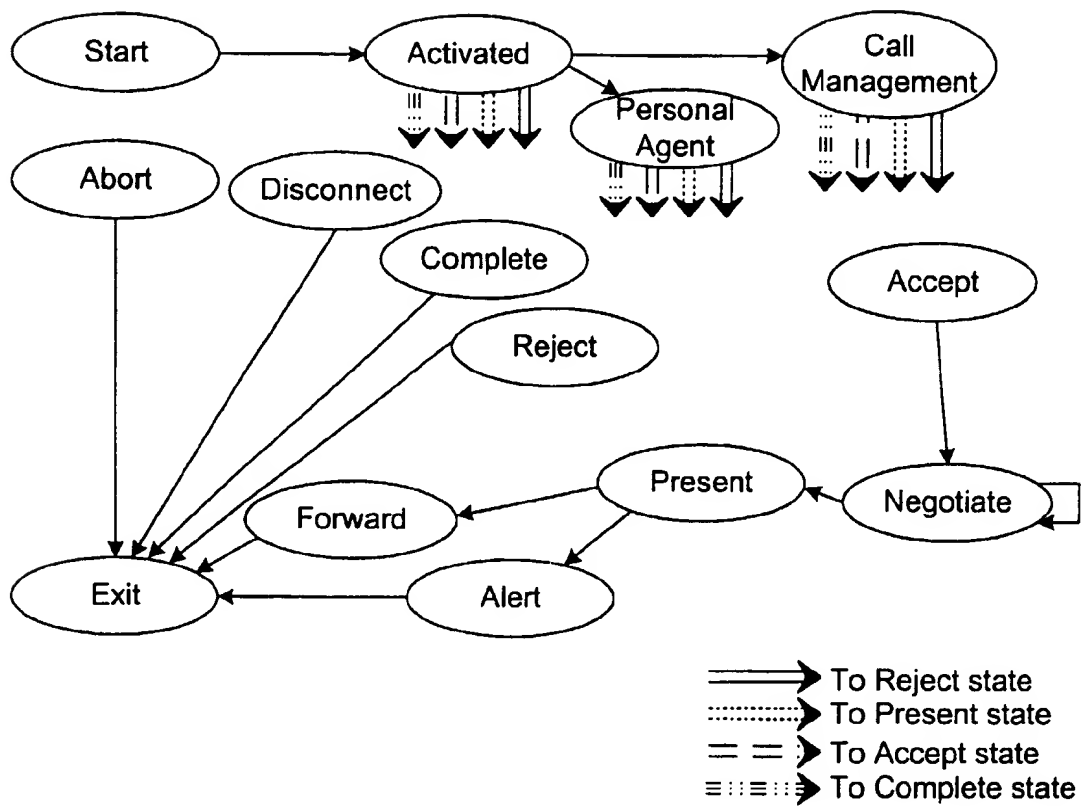 Start
Activated
Call
Management
Personal
Agent
Abort
Disconnect
Complete
Accept
Reject
Present
Negotiate
Forward
Exit
Alert
To Reject state
To Present state
To Accept state
To Complete state